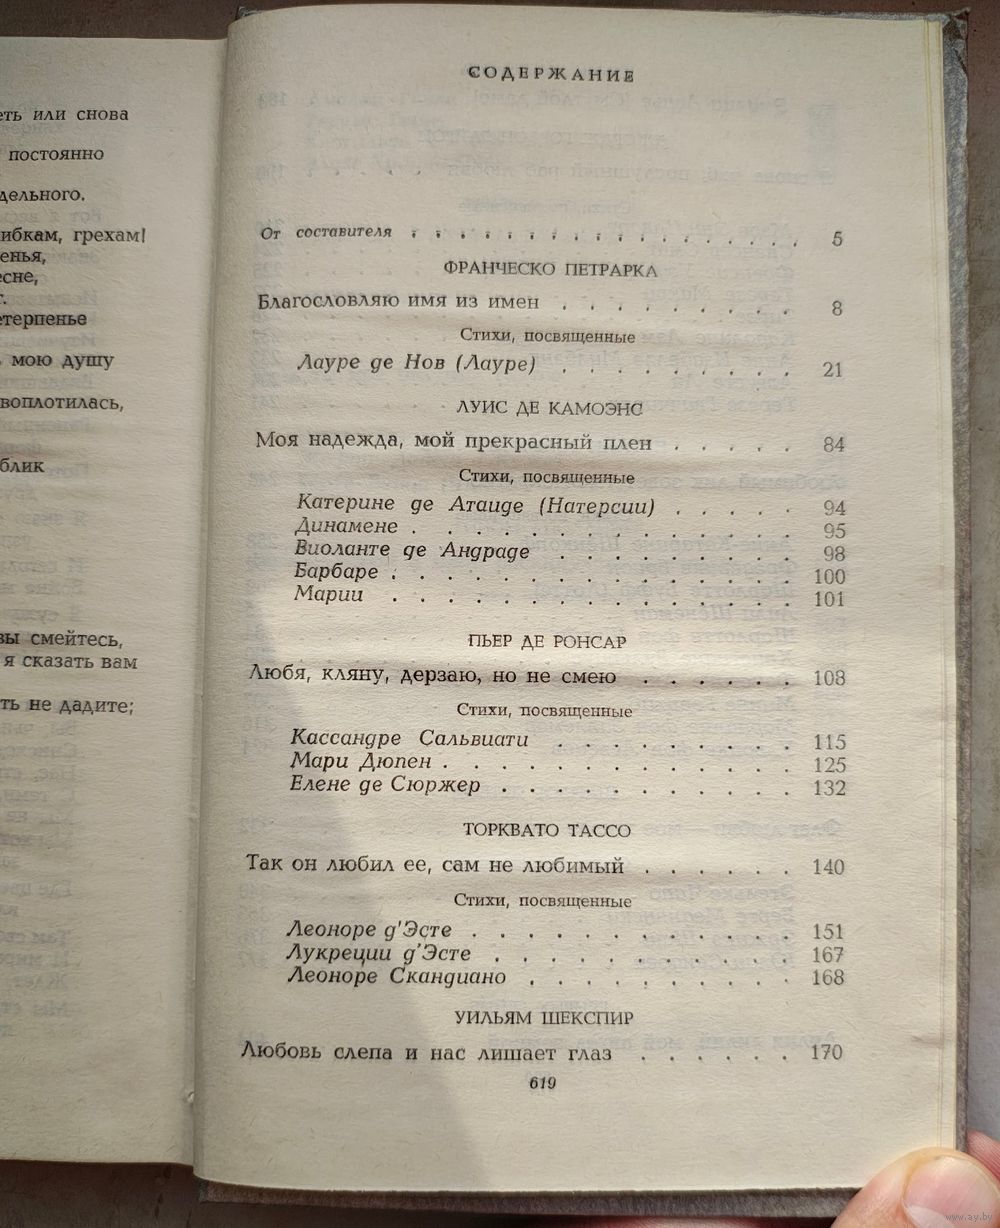 еть или снова
постоянно
дельного.
ибкам, грехам!
енья,
есне,
г.
етерпенье
мою душу
воплотилась,
блик
вы смейтесь,
я сказать вам
ть не дадите;
СОДЕРЖАНИЕ
От составителя . . . . . . . . . . . . . . . . 5
ФРАНЧЕСКО ПЕТРАРКА
Благословляю имя из имен . . . . . . . . . 8
Стихи, посвященные
Лауре де Нов (Лауре) . . . . . . . . . 21
ЛУИС ДЕ КАМОЭНС
Моя надежда, мой прекрасный плен . . . . . 84
Стихи, посвященные
Катерине де Атаиде (Натерсии) . . . . . 94
Динамене . . . . . . . . . . . . . . 95
Виоланте де Андраде . . . . . . . . . 98
Барбаре . . . . . . . . . . . . . . . 100
Марии . . . . . . . . . . . . . . . 101
ПЬЕР ДЕ РОНСАР
Любя, кляну, дерзаю, но не смею . . . . . . 108
Стихи, посвященные
Кассандре Сальвиати . . . . . . . . . 115
Мари Дюпен . . . . . . . . . . . . . 125
Елене де Сюржер . . . . . . . . . . . 132
ТОРКВАТО ТАССО
Так он любил ее, сам не любимый . . . . . . 140
Стихи, посвященные
Леоноре д'Эсте . . . . . . . . . . . . 151
Лукреции д'Эсте . . . . . . . . . . . 167
Леоноре Скандиано . . . . . . . . . . 168
УИЛЬЯМ ШЕКСПИР
Любовь слепа и нас лишает глаз . . . . . . 170
619
www.ay.by